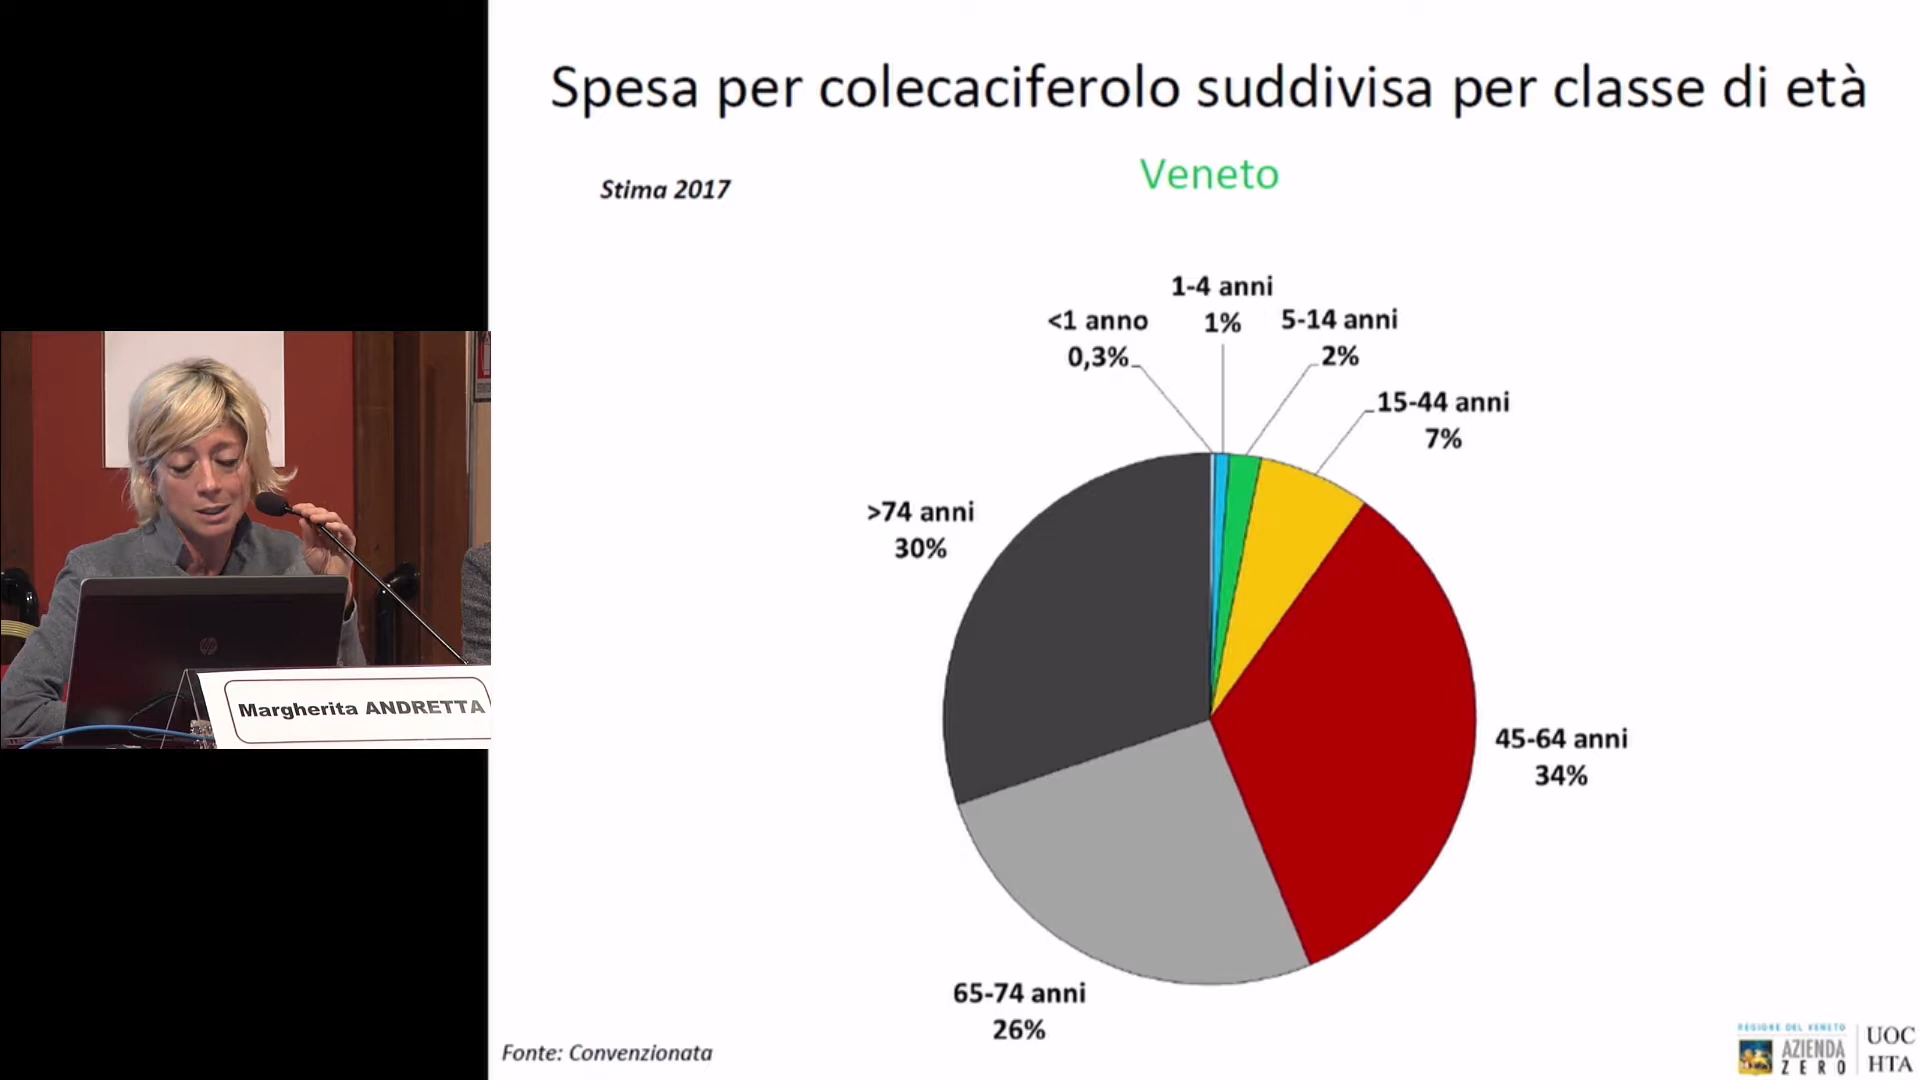 Spesa per colecaciferolo suddivisa per classe di età
Veneto
Stima 2017
1-4 anni
1%
<1 anno
0,3%
5-14 anni
2%
15-44 anni
7%
>74 anni
30%
45-64 anni
34%
65-74 anni
26%
Margherita ANDRETTA
hp
Fonte: Convenzionata
REGIONE DEL VENETO
AZIENDA
ZERO
UOC
HTA